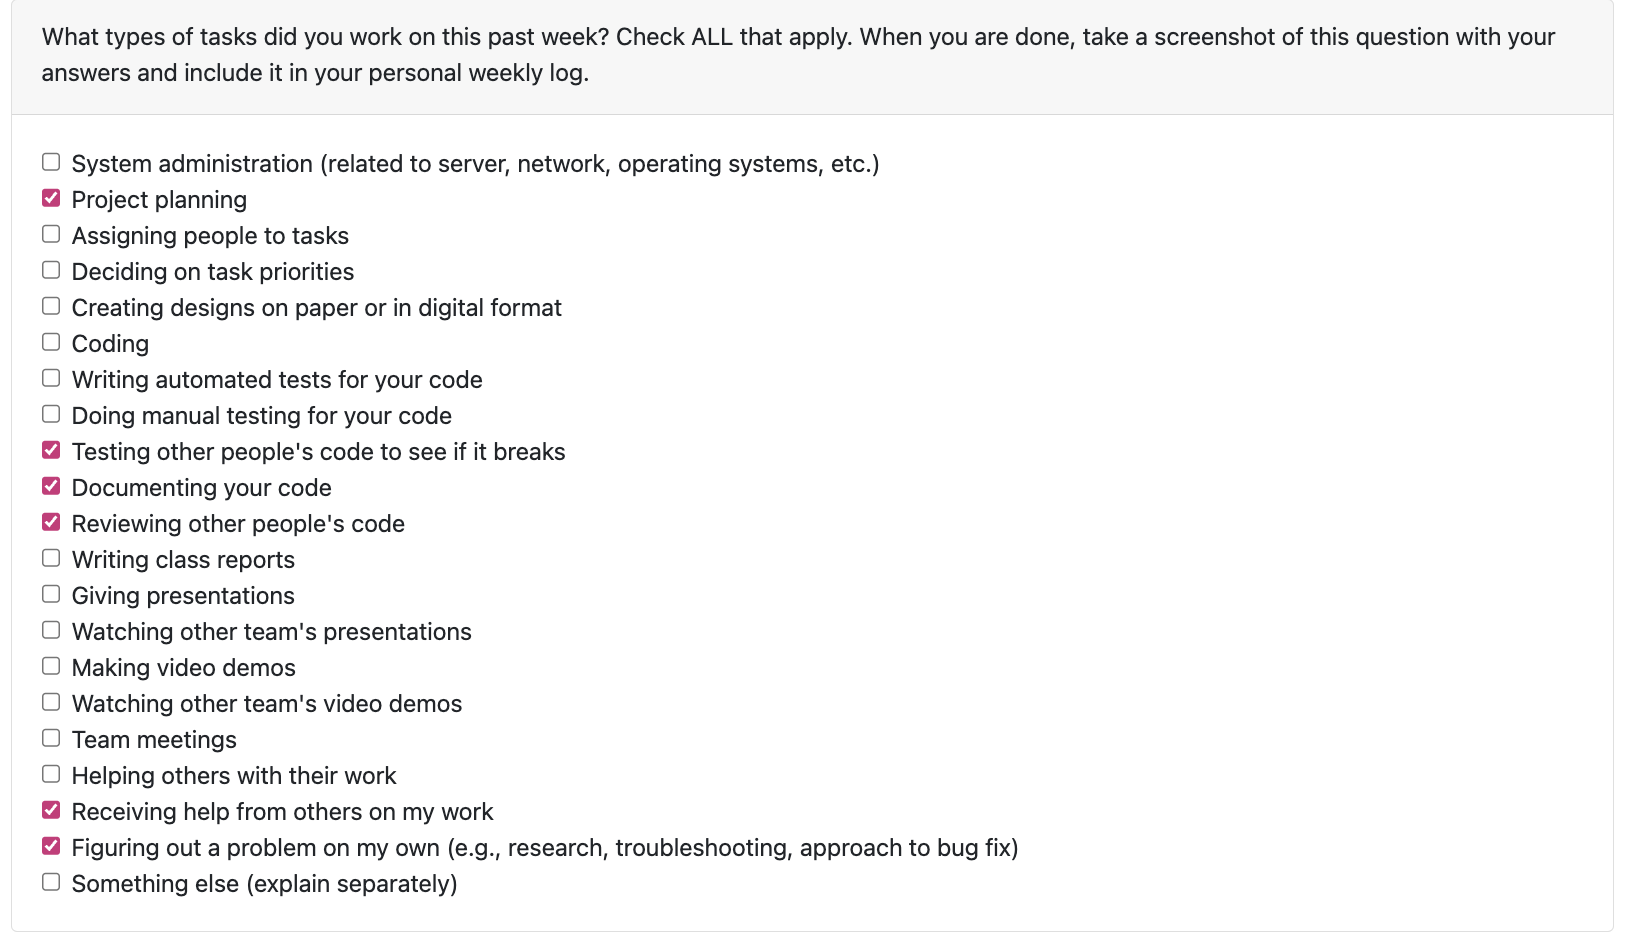 What types of tasks did you work on this past week? Check ALL that apply. When you are done, take a screenshot of this question with your
answers and include it in your personal weekly log.
System administration (related to server, network, operating systems, etc.)
Project planning
Assigning people to tasks
Deciding on task priorities
Creating designs on paper or in digital format
Coding
Writing automated tests for your code
Doing manual testing for your code
Testing other people's code to see if it breaks
Documenting your code
Reviewing other people's code
Writing class reports
Giving presentations
Watching other team's presentations
Making video demos
Watching other team's video demos
Team meetings
Helping others with their work
Receiving help from others on my work
Figuring out a problem on my own (e.g., research, troubleshooting, approach to bug fix)
Something else (explain separately)